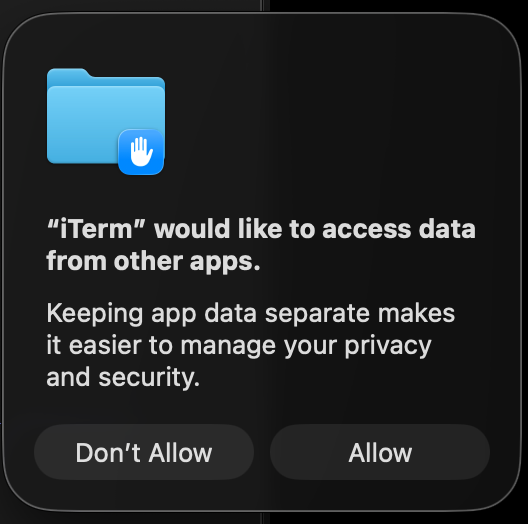 “iTerm” would like to access data
from other apps.
Keeping app data separate makes
it easier to manage your privacy
and security.
Don’t Allow
Allow